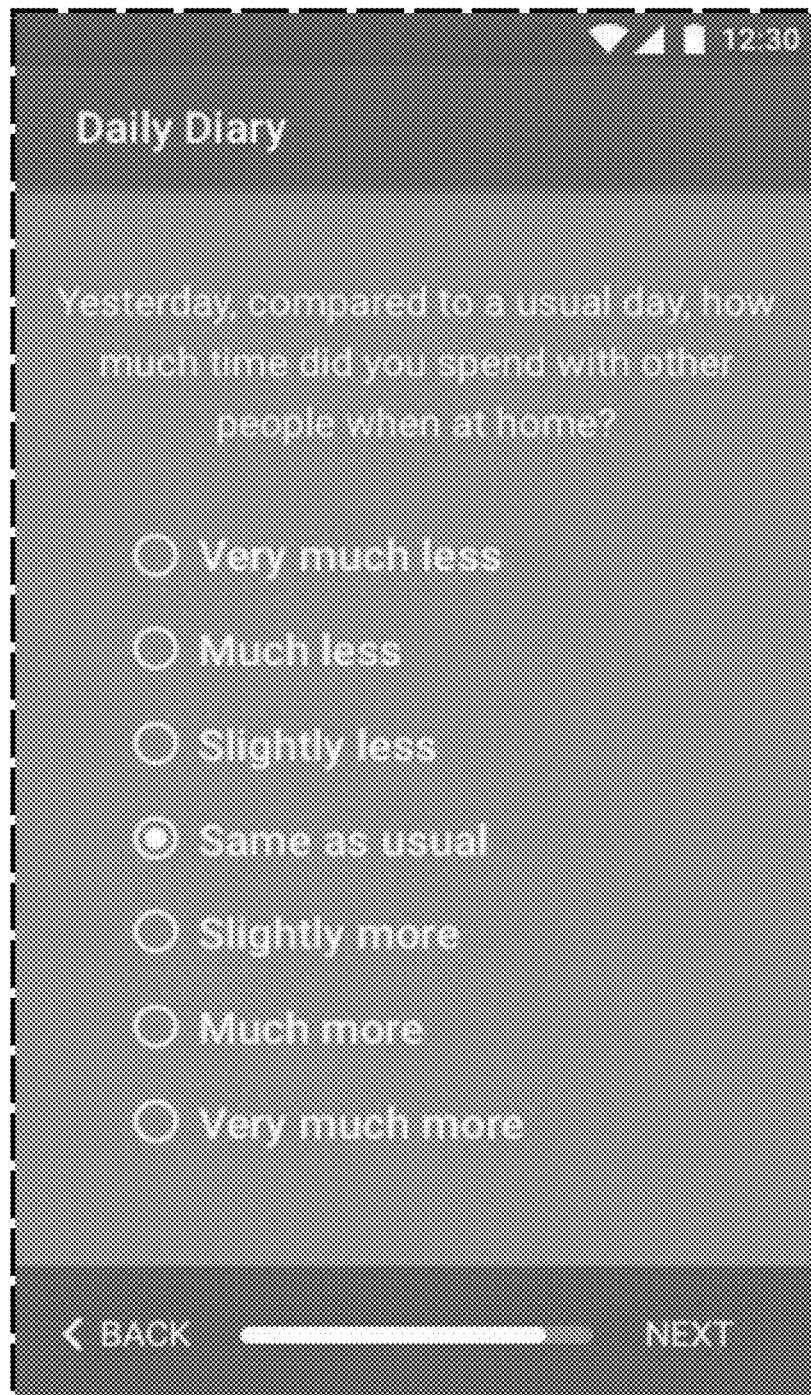 12:30
Daily Diary
Yesterday, compared to a usual day, how
much time did you spend with other
people when at home?
Very much less
Much less
Slightly less
Same as usual
Slightly more
Much more
Very much more
BACK
NEXT